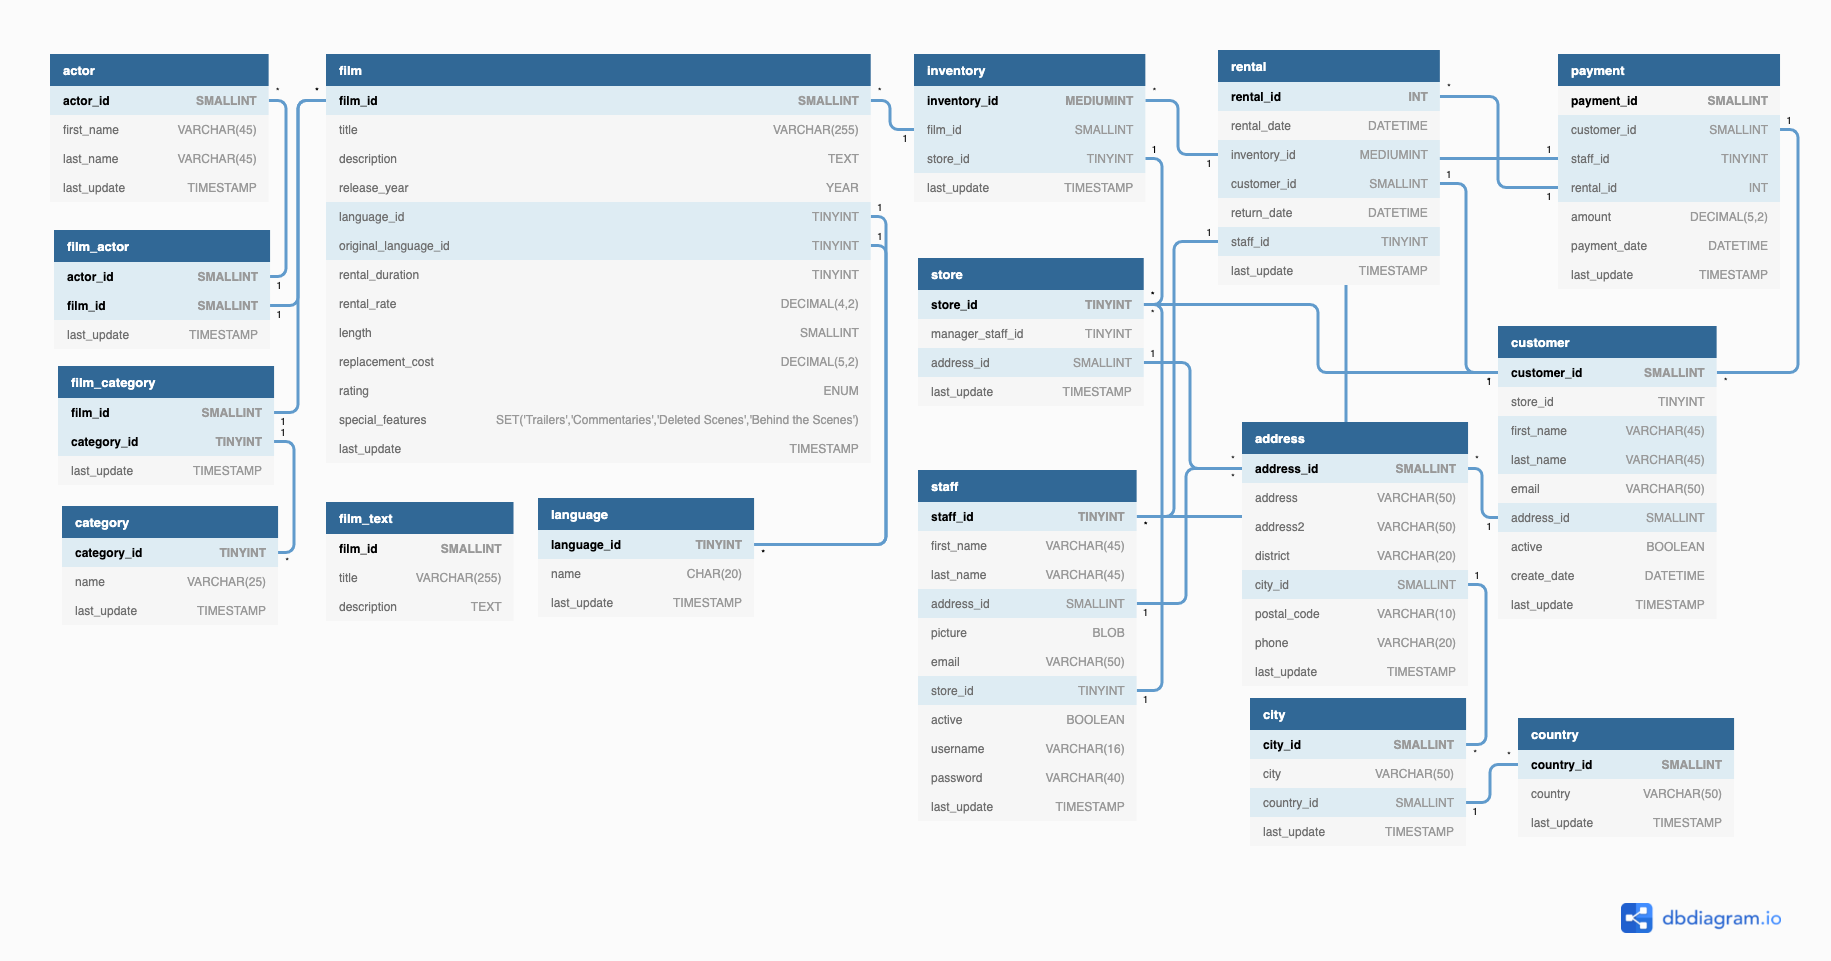 actor
actor_id SMALLINT
first_name VARCHAR(45)
last_name VARCHAR(45)
last_update TIMESTAMP
film_actor
actor_id SMALLINT
film_id SMALLINT
last_update TIMESTAMP
film_category
film_id SMALLINT
category_id TINYINT
last_update TIMESTAMP
category
category_id TINYINT
name VARCHAR(25)
last_update TIMESTAMP
film
film_id SMALLINT
title VARCHAR(255)
description TEXT
release_year YEAR
language_id TINYINT
original_language_id TINYINT
rental_duration TINYINT
rental_rate DECIMAL(4,2)
length SMALLINT
replacement_cost DECIMAL(5,2)
rating ENUM
special_features SET('Trailers','Commentaries','Deleted Scenes','Behind the Scenes')
last_update TIMESTAMP
film_text
film_id SMALLINT
title VARCHAR(255)
description TEXT
language
language_id TINYINT
name CHAR(20)
last_update TIMESTAMP
inventory
inventory_id MEDIUMINT
film_id SMALLINT
store_id TINYINT
last_update TIMESTAMP
store
store_id TINYINT
manager_staff_id TINYINT
address_id SMALLINT
last_update TIMESTAMP
staff
staff_id TINYINT
first_name VARCHAR(45)
last_name VARCHAR(45)
address_id SMALLINT
picture BLOB
email VARCHAR(50)
store_id TINYINT
active BOOLEAN
username VARCHAR(16)
password VARCHAR(40)
last_update TIMESTAMP
rental
rental_id INT
rental_date DATETIME
inventory_id MEDIUMINT
customer_id SMALLINT
return_date DATETIME
staff_id TINYINT
last_update TIMESTAMP
address
address_id SMALLINT
address VARCHAR(50)
address2 VARCHAR(50)
district VARCHAR(20)
city_id SMALLINT
postal_code VARCHAR(10)
phone VARCHAR(20)
last_update TIMESTAMP
city
city_id SMALLINT
city VARCHAR(50)
country_id SMALLINT
last_update TIMESTAMP
payment
payment_id SMALLINT
customer_id SMALLINT
staff_id TINYINT
rental_id INT
amount DECIMAL(5,2)
payment_date DATETIME
last_update TIMESTAMP
customer
customer_id SMALLINT
store_id TINYINT
first_name VARCHAR(45)
last_name VARCHAR(45)
email VARCHAR(50)
address_id SMALLINT
active BOOLEAN
create_date DATETIME
last_update TIMESTAMP
country
country_id SMALLINT
country VARCHAR(50)
last_update TIMESTAMP
dbdiagram.io